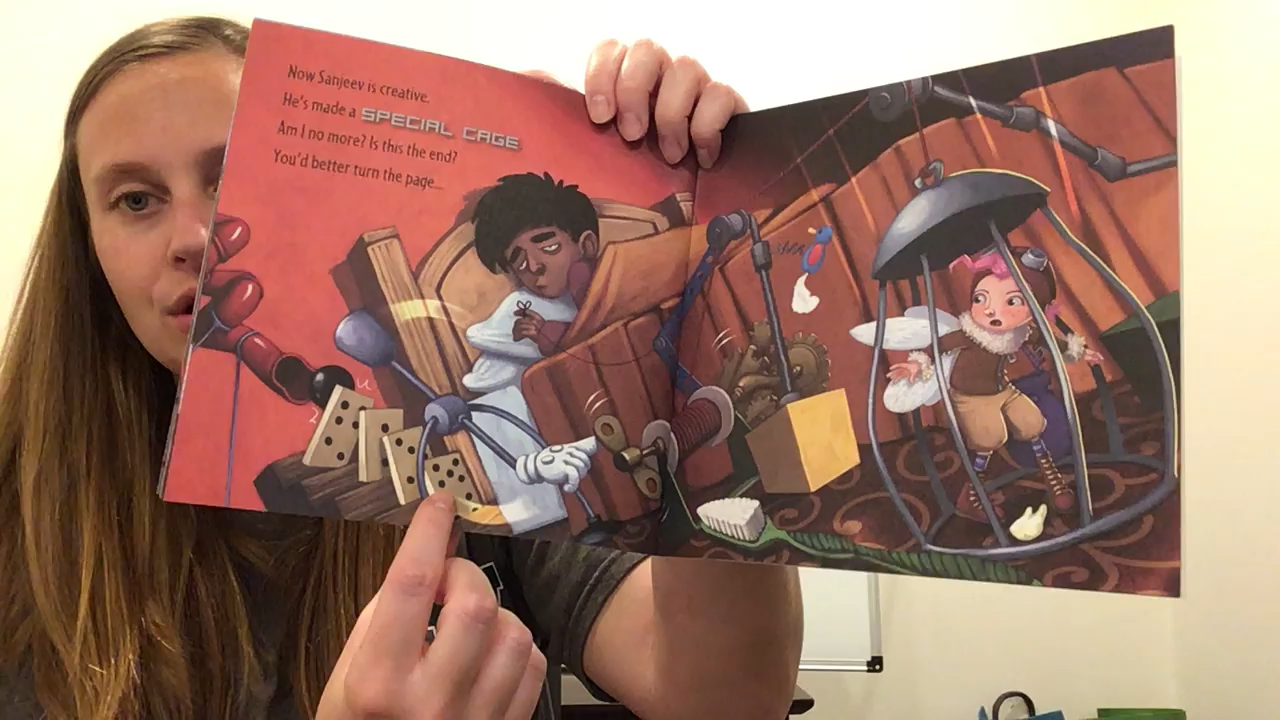 Now Sanjeev is creative.
He's made a SPECIAL CAGE
Am I no more? Is this the end?
You'd better turn the page...